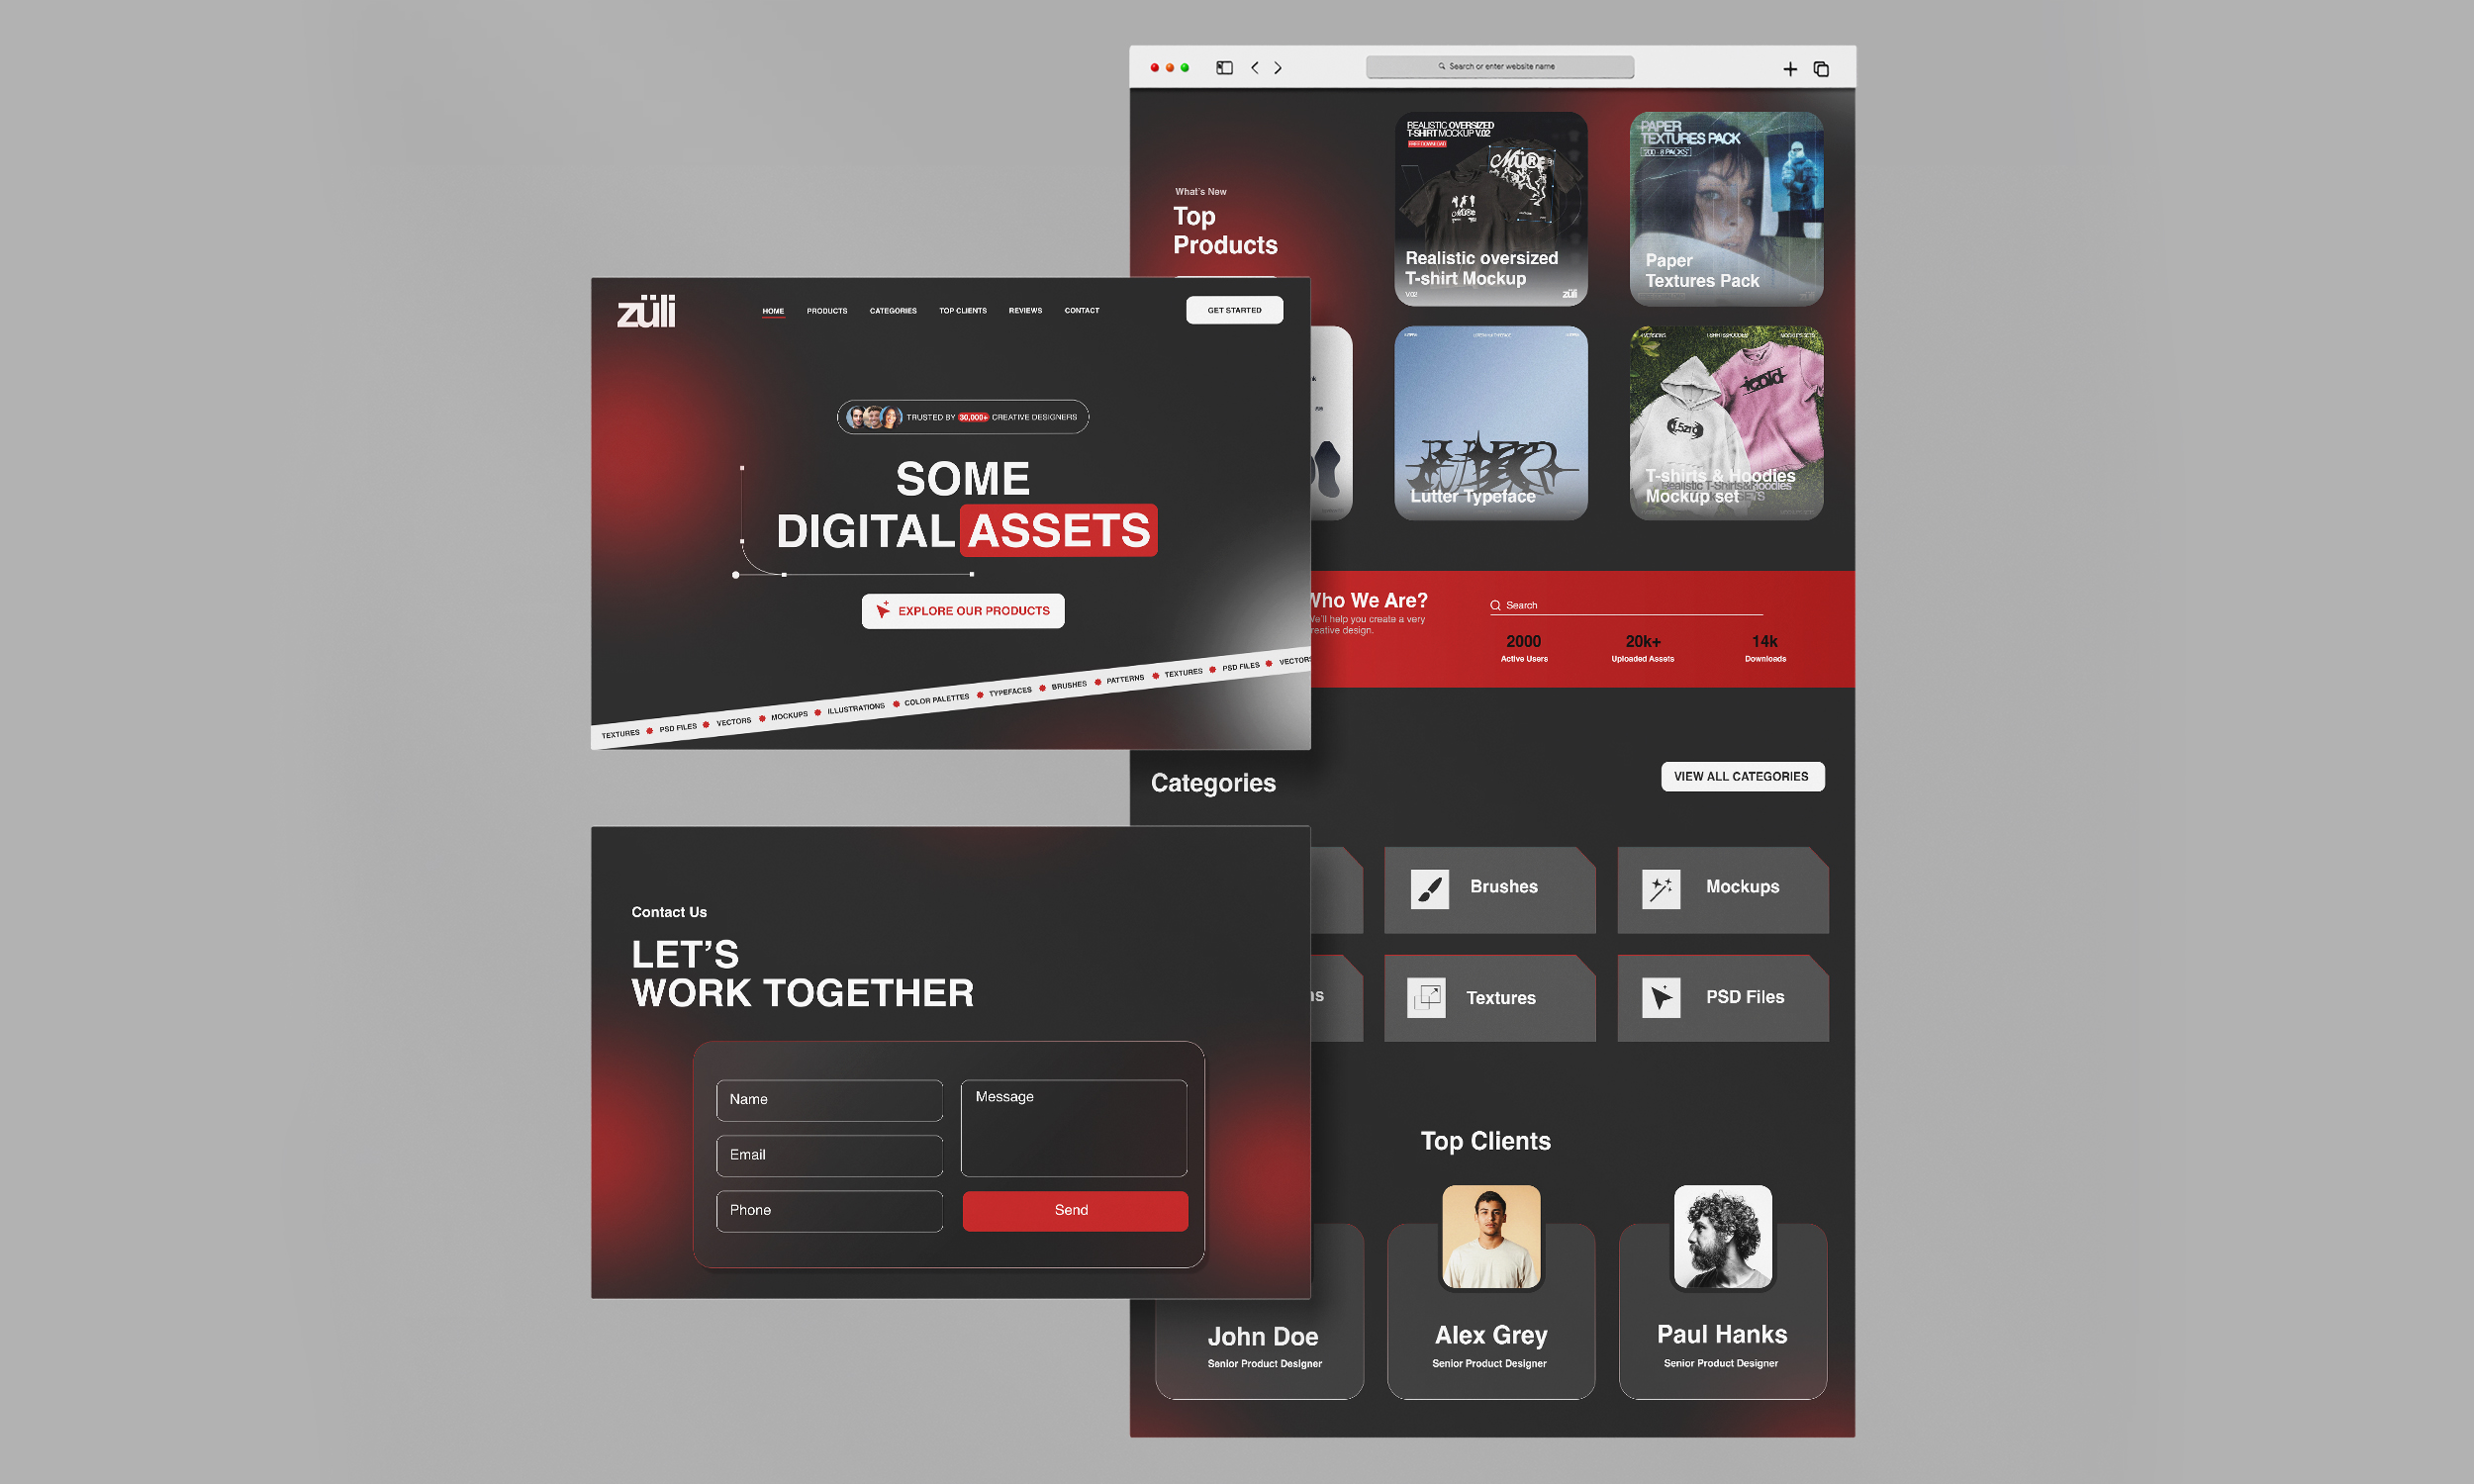 Search or enter website name
What's New
Top
Products
REALISTIC OVERSIZED
T-SHIRT MOCKUP V.02
FREE DOWNLOAD
Realistic oversized
T-shirt Mockup
V.02
züli
PAPER
TEXTURES PACK
Paper
Textures Pack
Lutter Typeface
icold
T-shirts & Hoodies
Mockup set
züli
HOME
PRODUCTS
CATEGORIES
TOP CLIENTS
REVIEWS
CONTACT
GET STARTED
TRUSTED BY 30,000+ CREATIVE DESIGNERS
SOME
DIGITAL ASSETS
EXPLORE OUR PRODUCTS
TEXTURES PSD FILES VECTORS MOCKUPS ILLUSTRATIONS COLOR PALETTES TYPEFACES BRUSHES PATTERNS TEXTURES PSD FILES VECTORS
Who We Are?
We'll help you create a very
creative design.
Search
2000
Active Users
20k+
Uploaded Assets
14k
Downloads
Categories
VIEW ALL CATEGORIES
Brushes
Mockups
ns
Textures
PSD Files
Contact Us
LET'S
WORK TOGETHER
Name
Email
Phone
Message
Send
Top Clients
John Doe
Senior Product Designer
Alex Grey
Senior Product Designer
Paul Hanks
Senior Product Designer